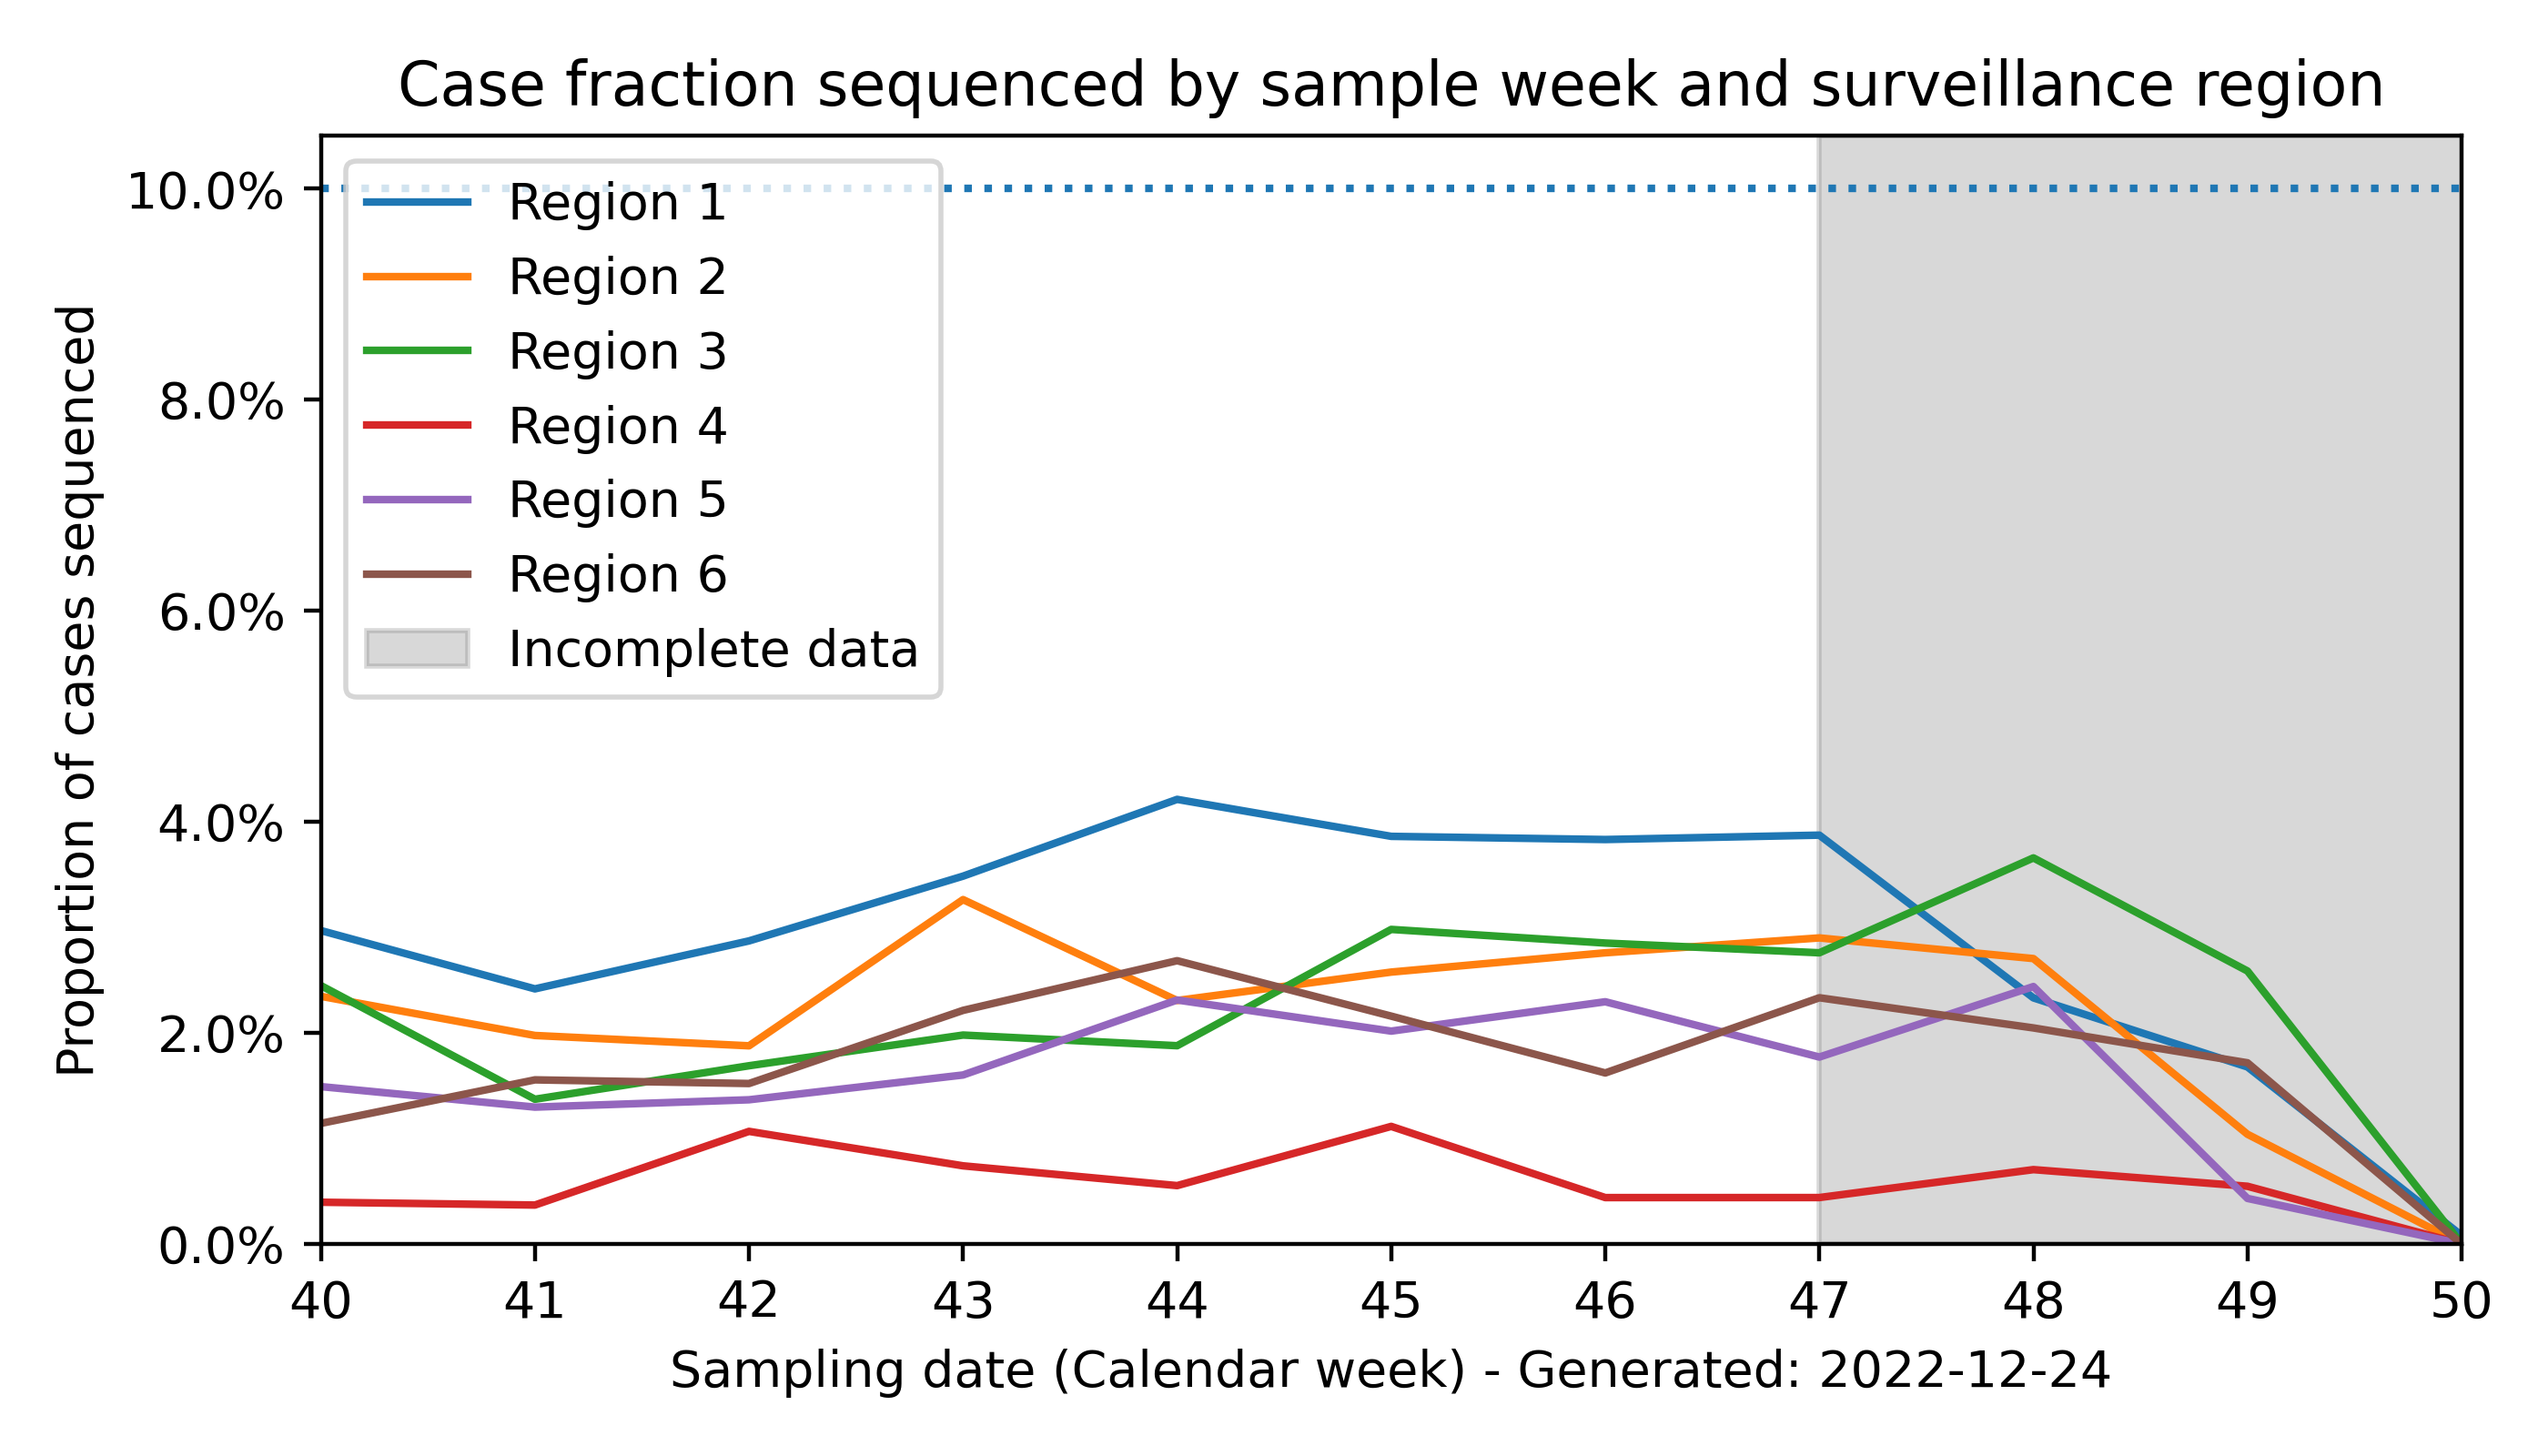 Case fraction sequenced by sample week and surveillance region
10.0%
8.0%
6.0%
4.0%
2.0%
0.0%
Proportion of cases sequenced
Region 1
Region 2
Region 3
Region 4
Region 5
Region 6
Incomplete data
40 41 42 43 44 45 46 47 48 49 50
Sampling date (Calendar week) - Generated: 2022-12-24